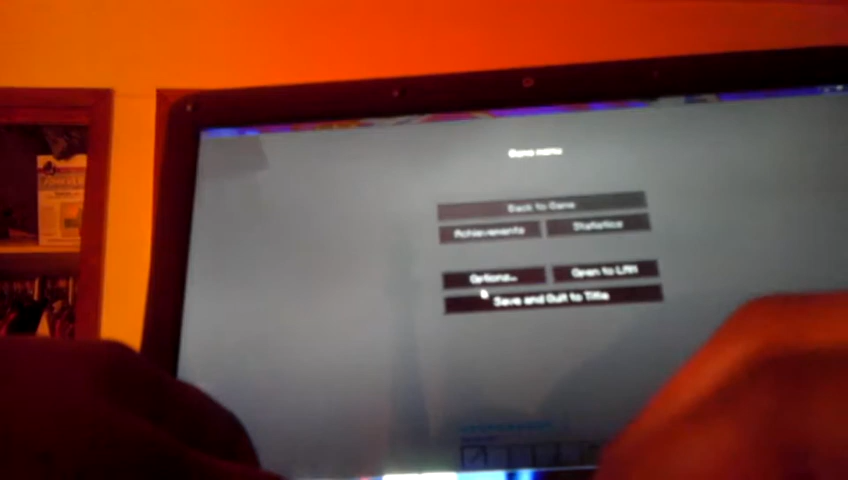 Game menu
Back to Game
Achievements
Statistics
Options...
Open to LAN
Save and Quit to Title